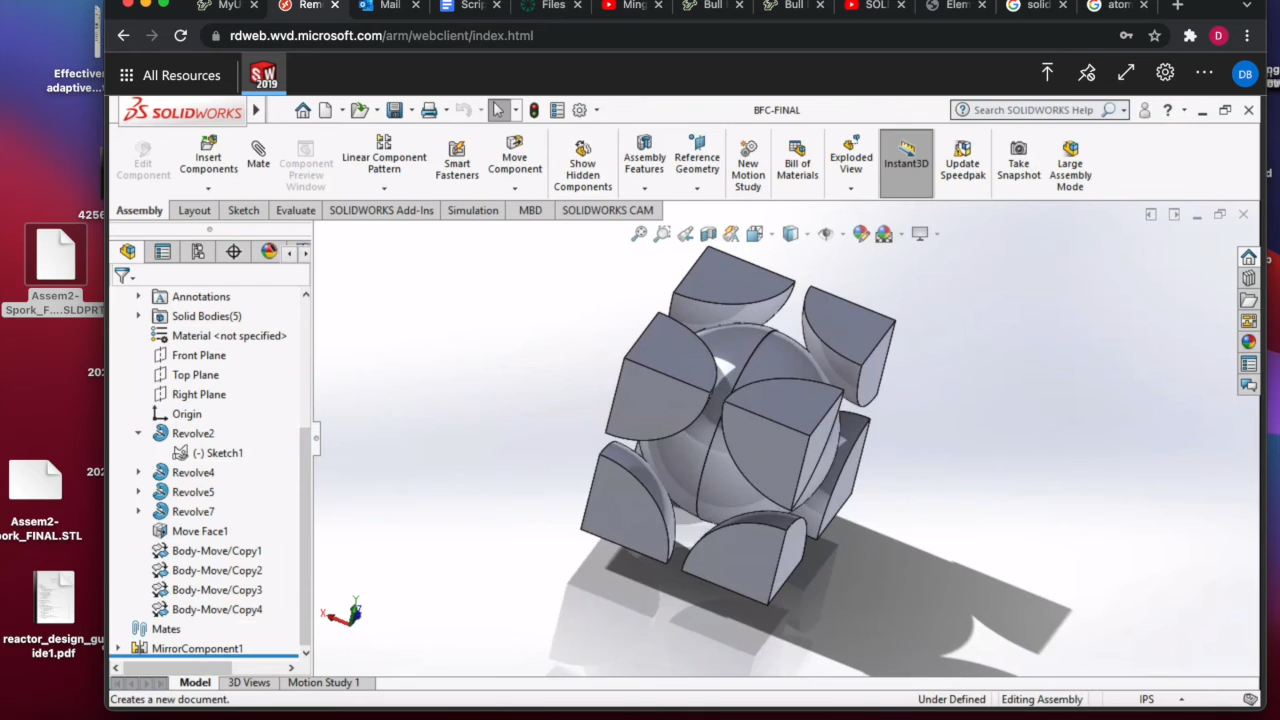 MyU
Rem
Mail
Scrip
Files
Ming
Bull
Bull
SOLI
Elem
solid
atom
rdweb.wvd.microsoft.com/arm/webclient/index.html
D
All Resources
SW
2019
DB
SOLIDWORKS
BFC-FINAL
Search SOLIDWORKS Help
?
Edit Component
Insert Components
Mate
Component Preview Window
Linear Component Pattern
Smart Fasteners
Move Component
Show Hidden Components
Assembly Features
Reference Geometry
New Motion Study
Bill of Materials
Exploded View
Instant3D
Update Speedpak
Take Snapshot
Large Assembly Mode
Assembly
Layout
Sketch
Evaluate
SOLIDWORKS Add-Ins
Simulation
MBD
SOLIDWORKS CAM
Annotations
Solid Bodies(5)
Material <not specified>
Front Plane
Top Plane
Right Plane
Origin
Revolve2
(-) Sketch1
Revolve4
Revolve5
Revolve7
Move Face1
Body-Move/Copy1
Body-Move/Copy2
Body-Move/Copy3
Body-Move/Copy4
Mates
MirrorComponent1
X
Y
Z
Model
3D Views
Motion Study 1
Creates a new document.
Under Defined
Editing Assembly
IPS
Effective
adaptive...t
4256
Assem2-
Spork_F....SLDPRT
202
202
Assem2-
ork_FINAL.STL
reactor_design_gu
ide1.pdf